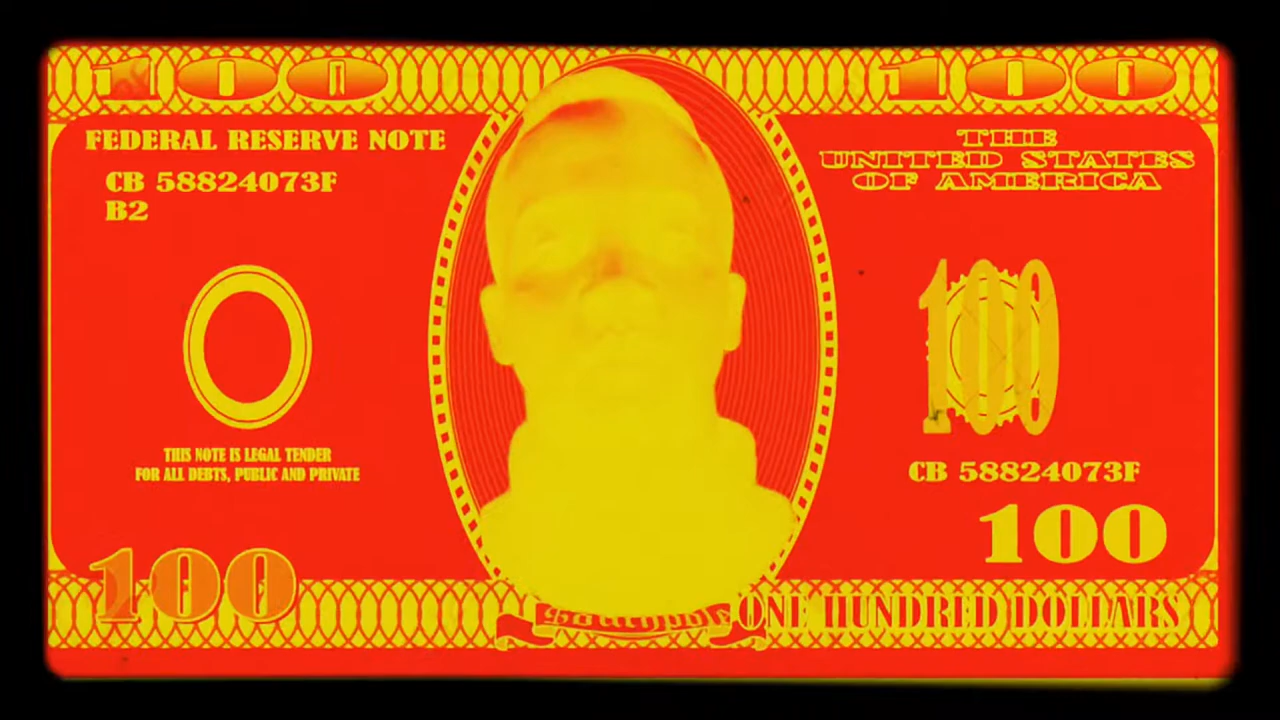 100
100
FEDERAL RESERVE NOTE
CB 58824073F
B2
THE
UNITED STATES
OF AMERICA
100
THIS NOTE IS LEGAL TENDER
FOR ALL DEBTS, PUBLIC AND PRIVATE
CB 58824073F
100
100
ONE HUNDRED DOLLARS